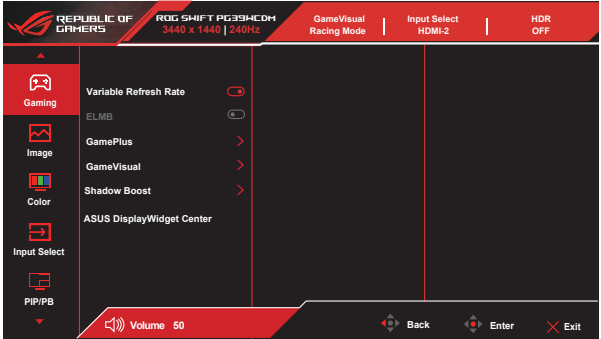 REPUBLIC OF
GAMERS
ROG SWIFT PG39WCDM
3440 x 1440 | 240Hz
GameVisual
Racing Mode
Input Select
HDMI-2
HDR
OFF
Gaming
Image
Color
Input Select
PIP/PB
Variable Refresh Rate
ELMB
GamePlus
GameVisual
Shadow Boost
ASUS DisplayWidget Center
Volume 50
Back
Enter
Exit